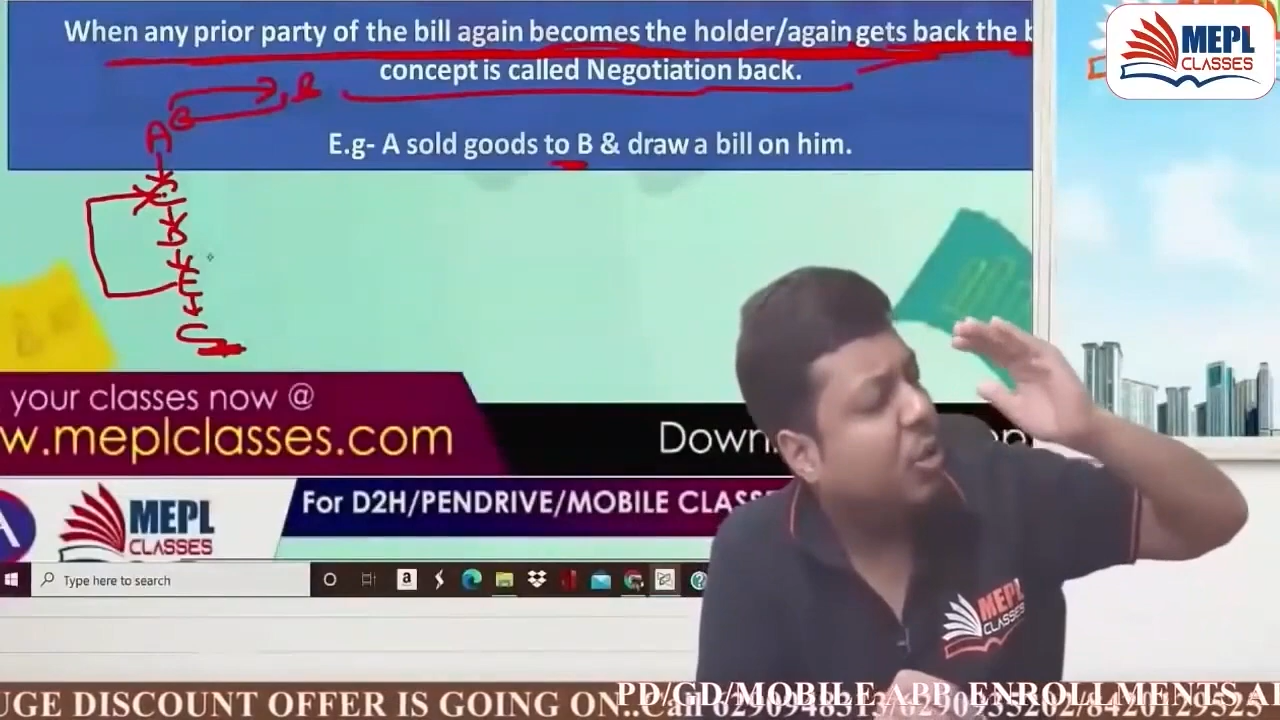 When any prior party of the bill again becomes the holder/again gets back the b
concept is called Negotiation back.
E.g- A sold goods to B & draw a bill on him.
MEPL
CLASSES
A
B
C
D
E
C
your classes now @
w.meplclasses.com
Down
A
MEPL
CLASSES
For D2H/PENDRIVE/MOBILE CLASS
Type here to search
MEPL
CLASSES
UGE DISCOUNT OFFER IS GOING ON..Call
PD/GD/MOBILE APP ENROLLMENTS